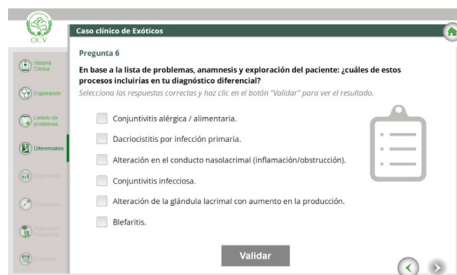 Caso clínico de Exóticos
OCV
Pregunta 6
En base a la lista de problemas, anamnesis y exploración del paciente: ¿cuáles de estos
procesos incluirías en tu diagnóstico diferencial?
Selecciona las respuestas correctas y haz clic en el botón "Validar" para ver el resultado.
Historia
Clínica
Exploración
Listado de
problemas
Diferenciales
Conjuntivitis alérgica / alimentaria.
Dacriocistitis por infección primaria.
Alteración en el conducto nasolacrimal (inflamación/obstrucción).
Conjuntivitis infecciosa.
Alteración de la glándula lacrimal con aumento en la producción.
Blefaritis.
Validar